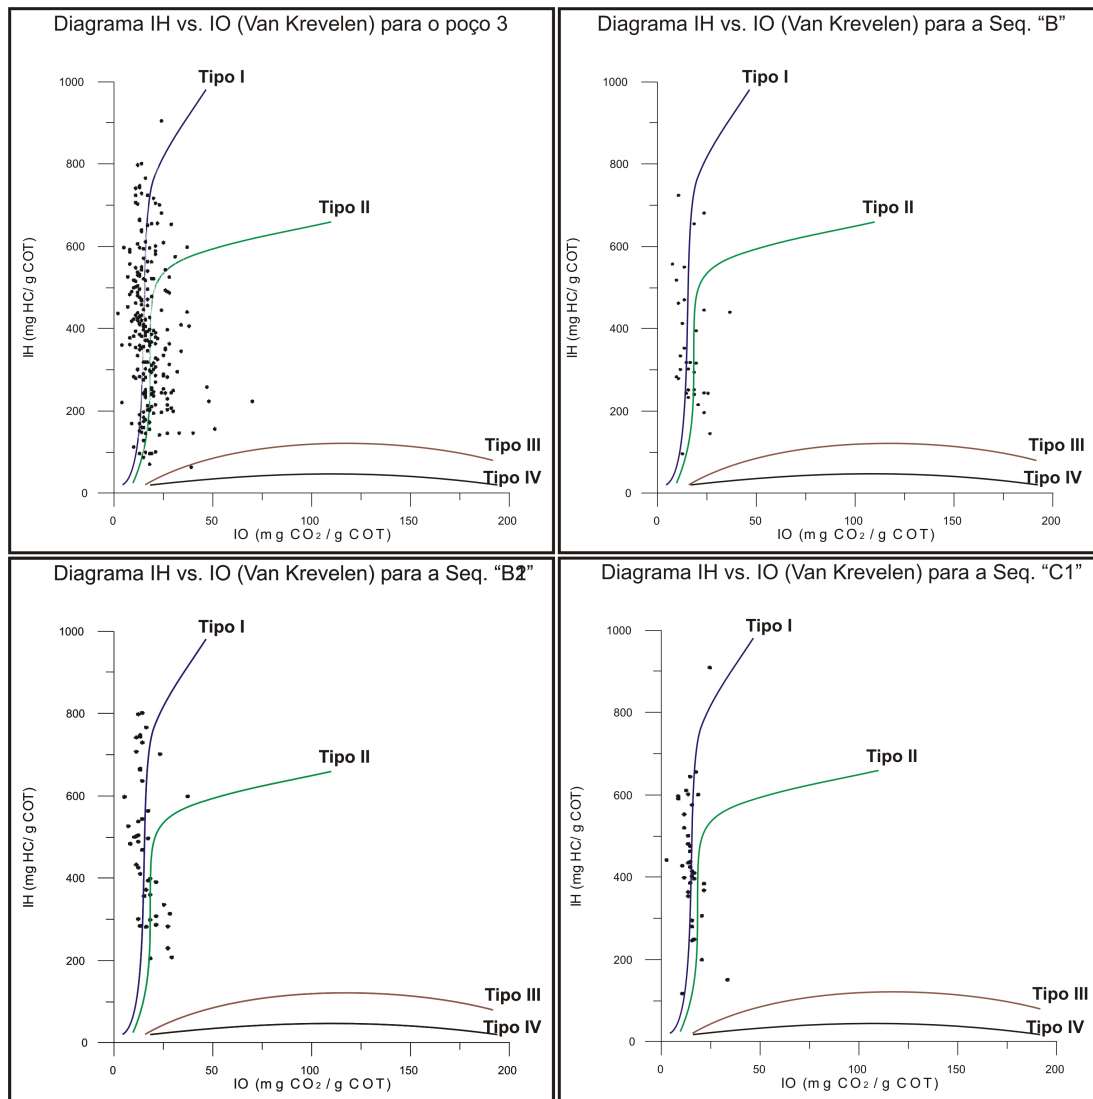 Diagrama IH vs. IO (Van Krevelen) para o poço 3
1000
800
600
400
200
0
IH (mg HC/ g COT)
Tipo I
Tipo II
Tipo III
Tipo IV
0
50
100
150
200
IO (m g CO₂ / g COT)
Diagrama IH vs. IO (Van Krevelen) para a Seq. “B”
1000
800
600
400
200
0
IH (mg HC/ g COT)
Tipo I
Tipo II
Tipo III
Tipo IV
0
50
100
150
200
IO (m g CO₂ / g COT)
Diagrama IH vs. IO (Van Krevelen) para a Seq.
1000
800
600
400
200
0
IH (mg HC/ g COT)
Tipo I
Tipo II
Tipo III
Tipo IV
0
50
100
150
200
IO (m g CO₂ / g COT)
Diagrama IH vs. IO (Van Krevelen) para a Seq. “C1”
1000
800
600
400
200
0
IH (mg HC/ g COT)
Tipo I
Tipo II
Tipo III
Tipo IV
0
50
100
150
200
IO (m g CO₂ / g COT)